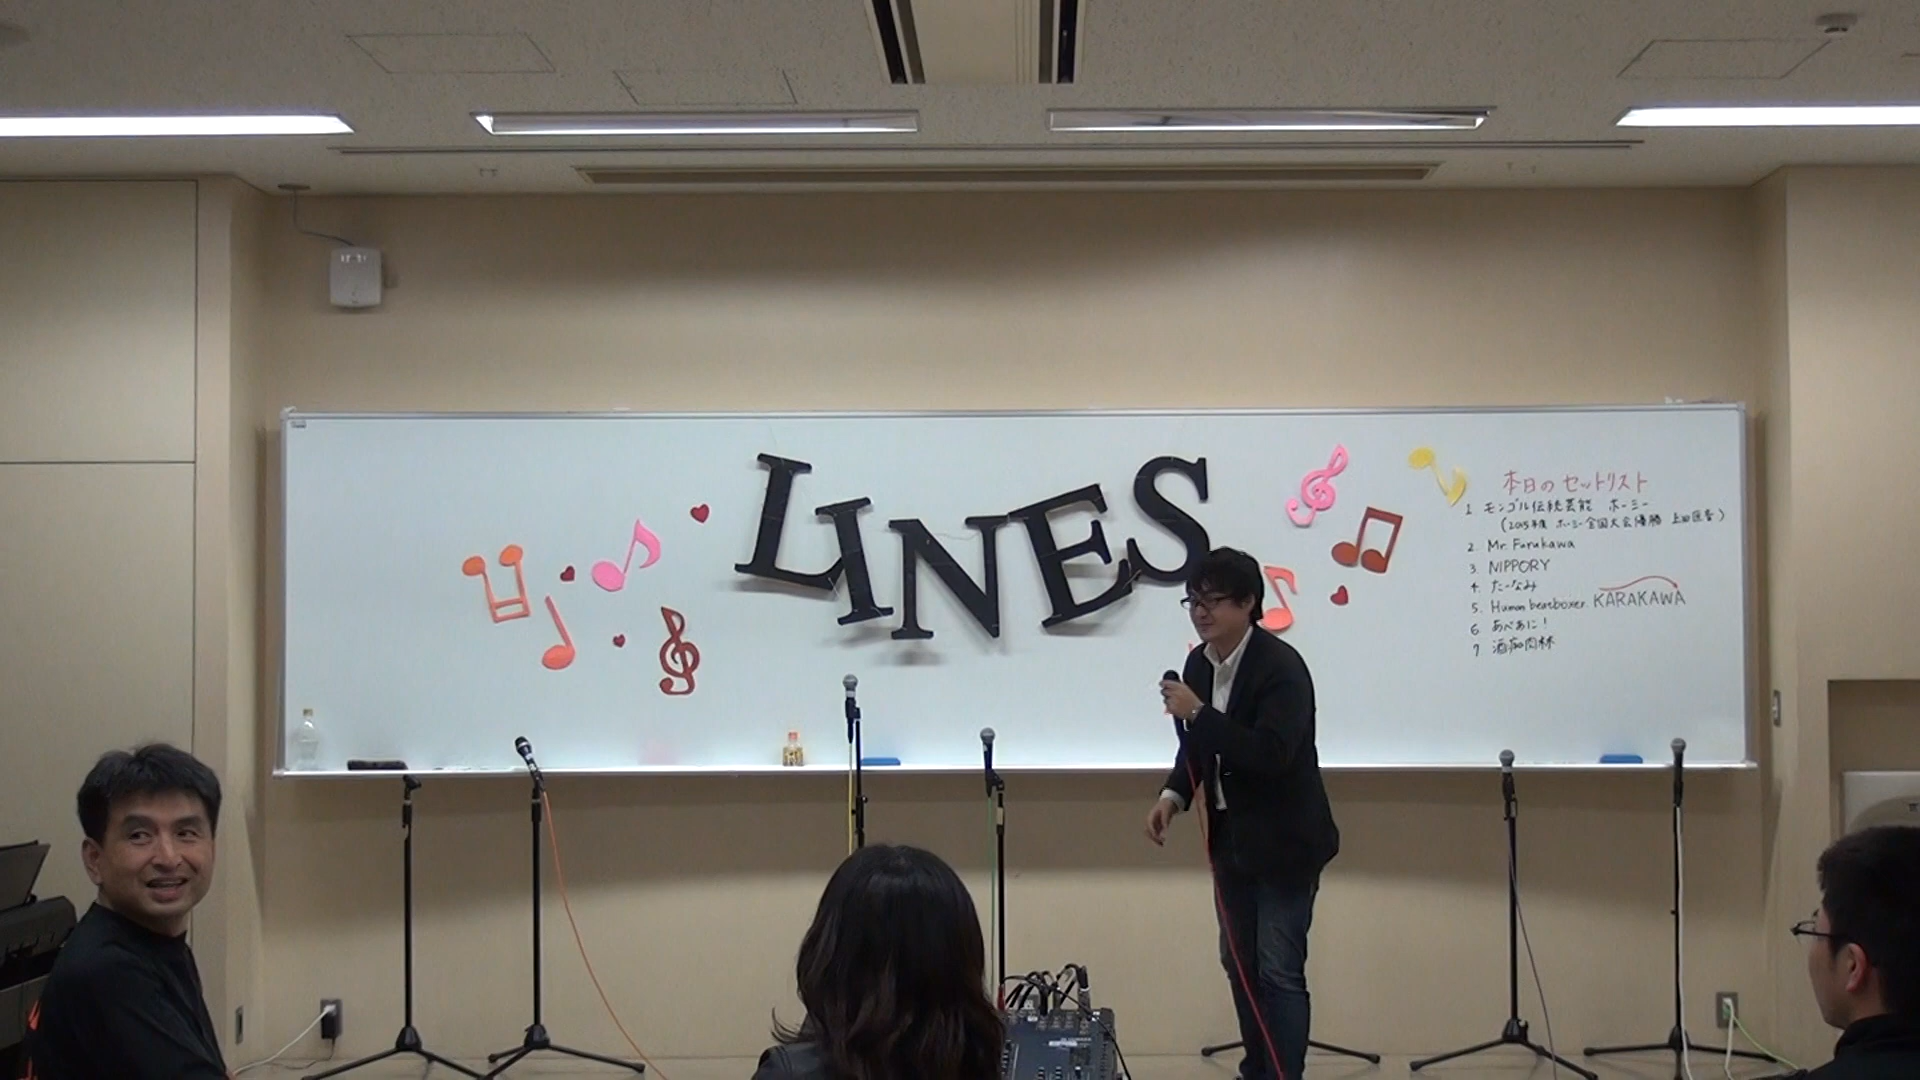 LINES
本日のセットリスト
1 モンゴル伝統芸能 ホーミー
(2015年度 ホーミー全国大会優勝 上田匡香)
2. Mr. Furukawa
3. NIPPORY
4. たーなみ
5. Human beatboxer. KARAKAWA
6 あべあに!
7 酒池肉林